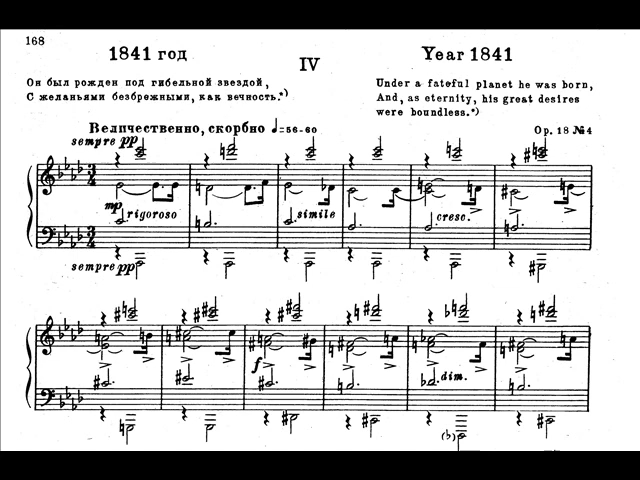 168
1841 год
IV
Year 1841
Он был рожден под гибельной звездой,
С желаньями безбрежными, как вечность.*)
Under a fateful planet he was born,
And, as eternity, his great desires
were boundless.*)
Величественно, скорбно ♩=56-60
Op. 18 №4
sempre pp
mp rigoroso
simile
cresc.
sempre pp
f
dim.
(b)